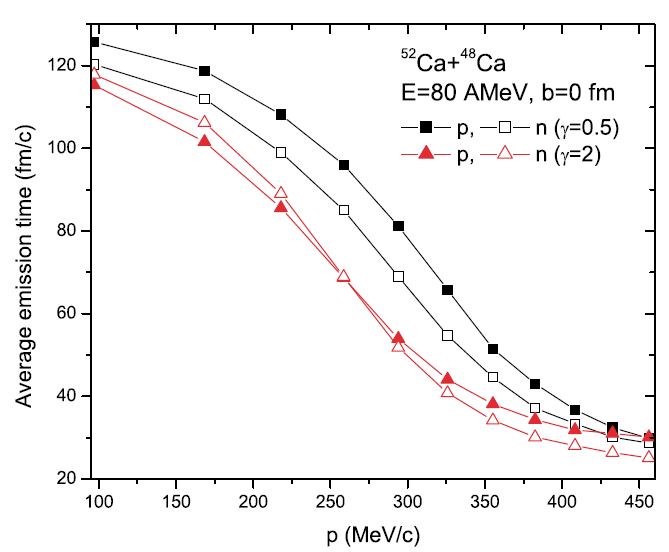 ⁵²Ca+⁴⁸Ca
E=80 AMeV, b=0 fm
p, n (γ=0.5)
p, n (γ=2)
Average emission time (fm/c)
120
100
80
60
40
20
100 150 200 250 300 350 400 450
p (MeV/c)